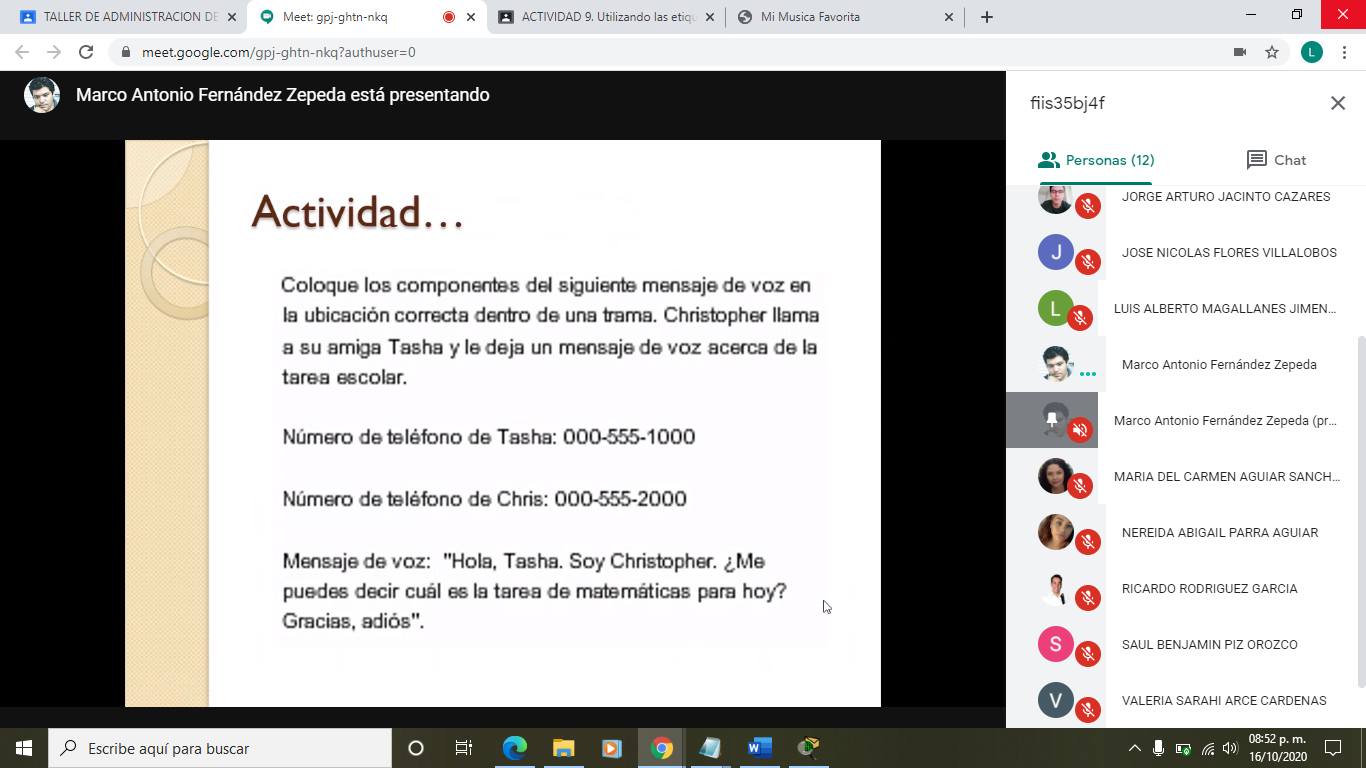 TALLER DE ADMINISTRACION DE
Meet: gpj-ghtn-nkq
ACTIVIDAD 9. Utilizando las etiqu
Mi Musica Favorita
meet.google.com/gpj-ghtn-nkq?authuser=0
L
Marco Antonio Fernández Zepeda está presentando
Actividad...
Coloque los componentes del siguiente mensaje de voz en
la ubicación correcta dentro de una trama. Christopher llama
a su amiga Tasha y le deja un mensaje de voz acerca de la
tarea escolar.
Número de teléfono de Tasha: 000-555-1000
Número de teléfono de Chris: 000-555-2000
Mensaje de voz: "Hola, Tasha. Soy Christopher. ¿Me
puedes decir cuál es la tarea de matemáticas para hoy?
Gracias, adiós".
fiis35bj4f
Personas (12)
Chat
JORGE ARTURO JACINTO CAZARES
J
JOSE NICOLAS FLORES VILLALOBOS
L
LUIS ALBERTO MAGALLANES JIMEN...
Marco Antonio Fernández Zepeda
Marco Antonio Fernández Zepeda (pr...
MARIA DEL CARMEN AGUIAR SANCH...
NEREIDA ABIGAIL PARRA AGUIAR
RICARDO RODRIGUEZ GARCIA
S
SAUL BENJAMIN PIZ OROZCO
V
VALERIA SARAHI ARCE CARDENAS
Escribe aquí para buscar
08:52 p. m.
16/10/2020